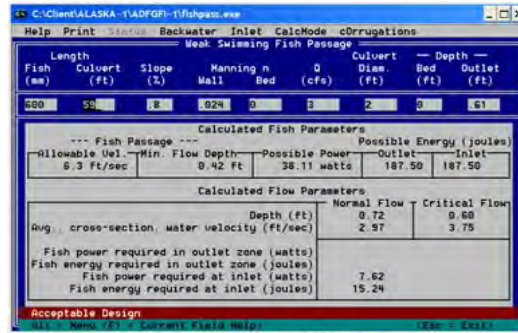 C:\Client\ALASKA~1\ADFGFI~1\fishpass.exe
Help Print Status Backwater Inlet CalcMode cOrrugations
Weak Swimming Fish Passage
Length Culvert — Depth —
Fish Culvert Slope Manning n Q Diam. Bed Outlet
(mm) (ft) (%) Wall Bed (cfs) (ft) (ft) (ft)
600 59 .8 .024 0 3 2 0 .61
Calculated Fish Parameters
--- Fish Passage --- Possible Energy (joules)
Allowable Vel. Min. Flow Depth Possible Power Outlet Inlet
6.3 ft/sec 0.42 ft 38.11 watts 187.50 187.50
Calculated Flow Parameters
Normal Flow Critical Flow
Depth (ft) 0.72 0.60
Avg., cross-section, water velocity (ft/sec) 2.97 3.75
Fish power required in outlet zone (watts)
Fish energy required in outlet zone (joules)
Fish power required at inlet (watts) 7.62
Fish energy required at inlet (joules) 15.24
Acceptable Design
Menu (F1 = Current Field Help) (Esc = Exit)